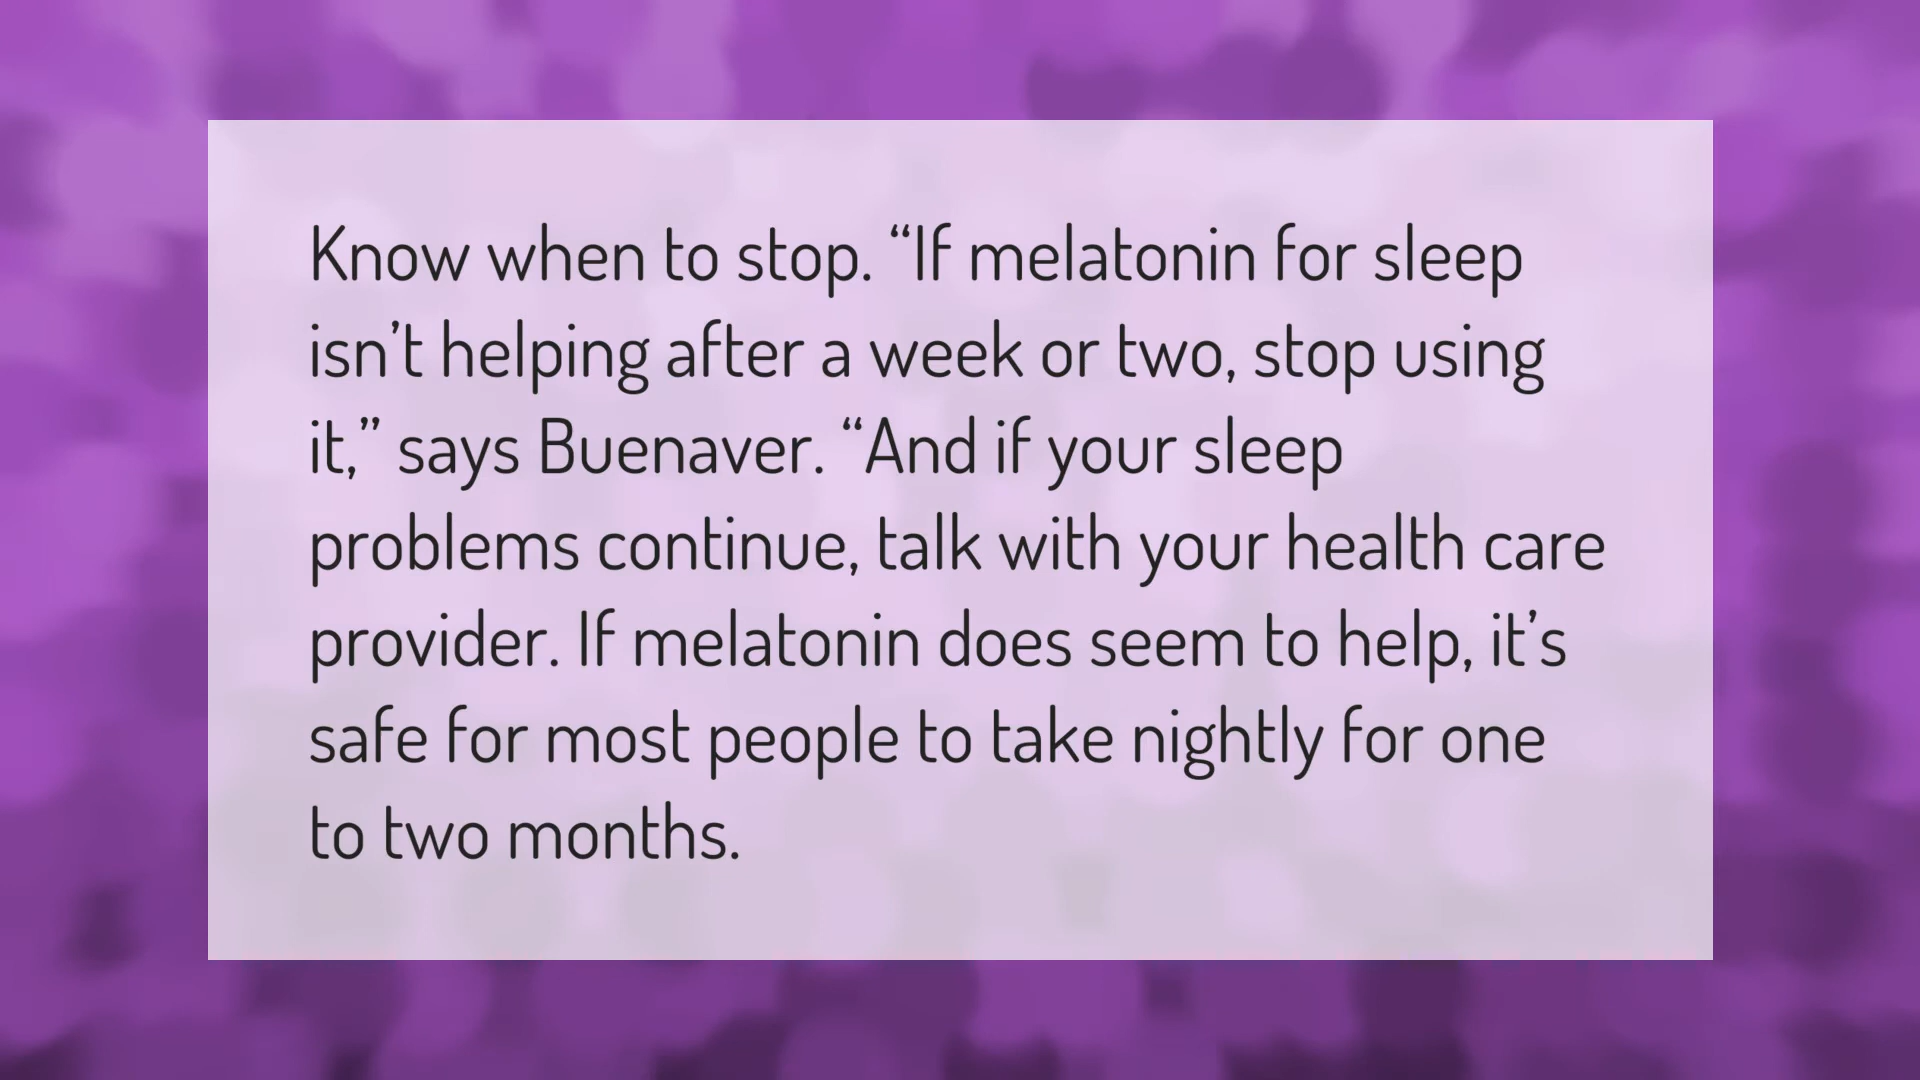 Know when to stop. “If melatonin for sleep
isn’t helping after a week or two, stop using
it,” says Buenaver. “And if your sleep
problems continue, talk with your health care
provider. If melatonin does seem to help, it’s
safe for most people to take nightly for one
to two months.